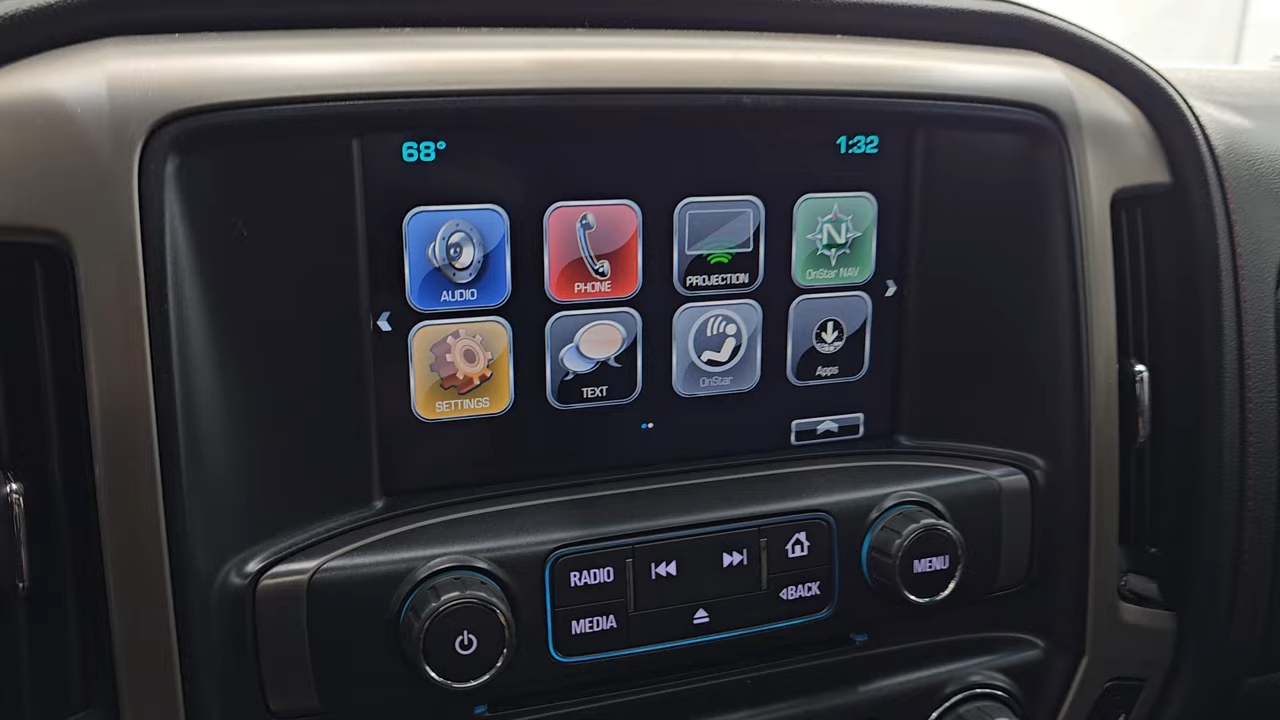 68°
1:32
AUDIO
PHONE
PROJECTION
N
OnStar NAV
SETTINGS
TEXT
OnStar
Apps
RADIO
MEDIA
BACK
MENU